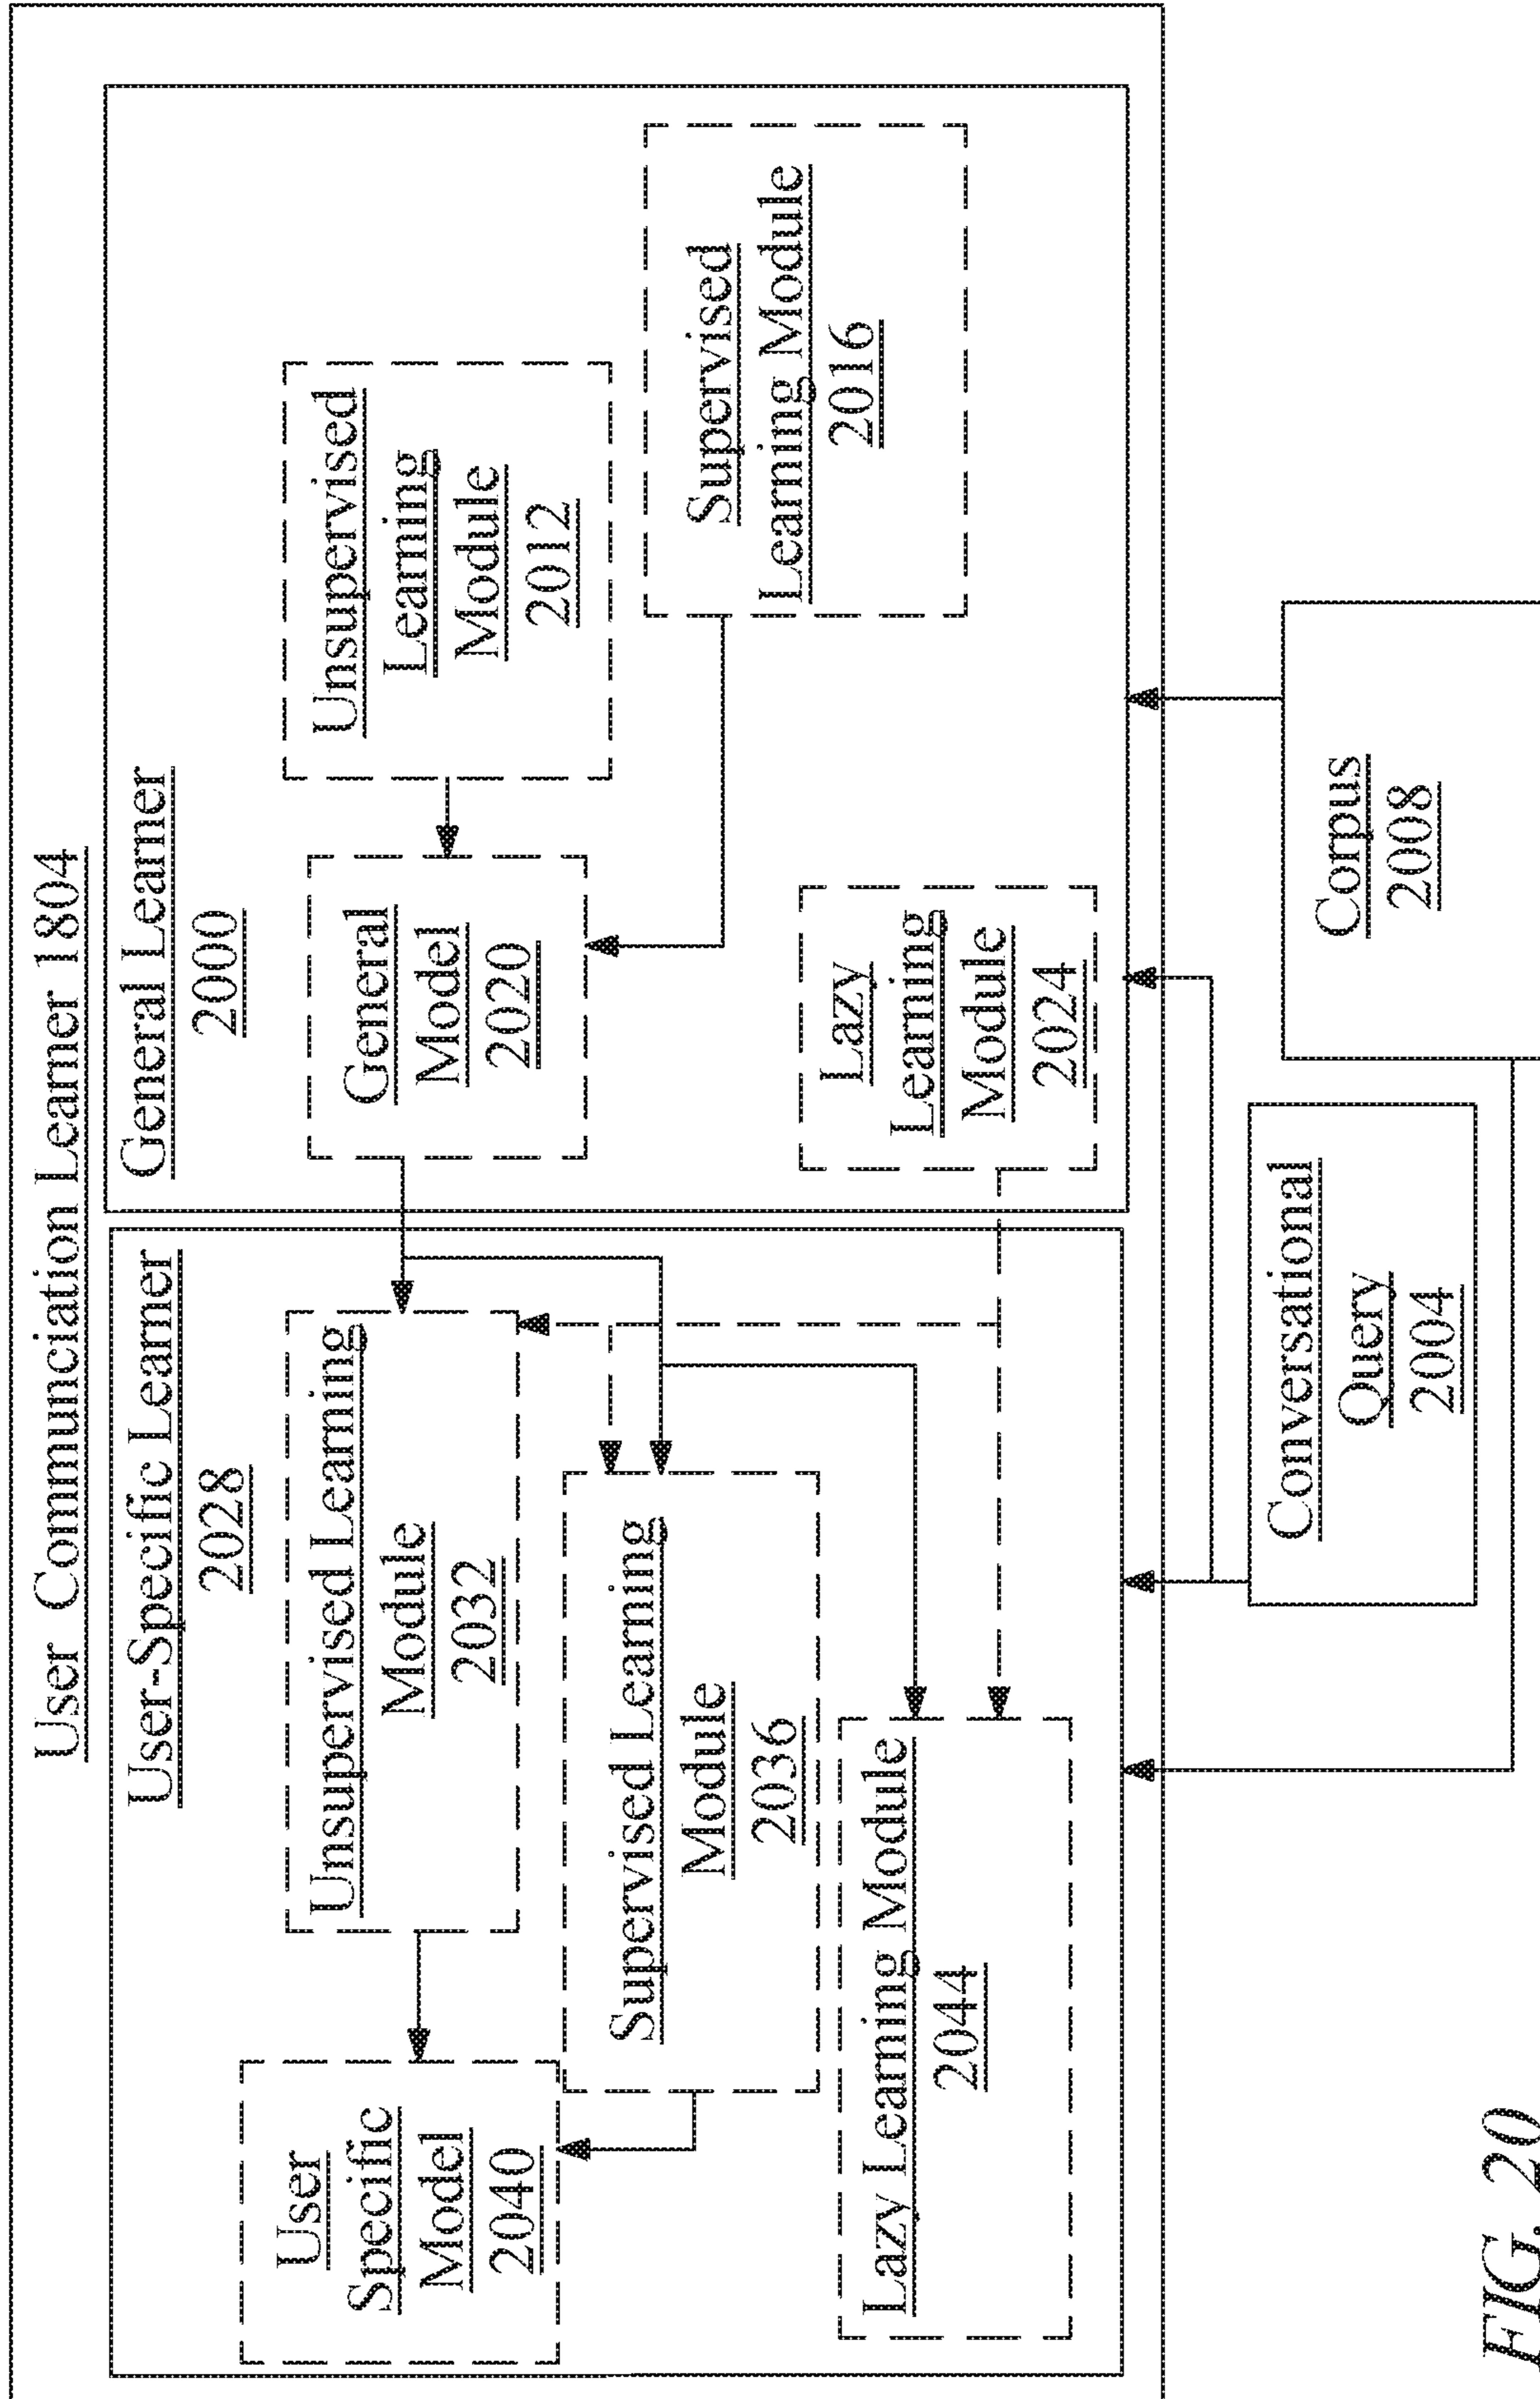 User Communciation Learner 1804
User-Specific Learner
2028
General Learner
2000
User
Specific
Model
2040
Unsupervised Learning
Module
2032
General
Model
2020
Unsupervised
Learning
Module
2012
Supervised Learning
Module
2036
Supervised
Learning Module
2016
Lazy Learning Module
2044
Lazy
Learning
Module
2024
Conversational
Query
2004
Corpus
2008
FIG. 20